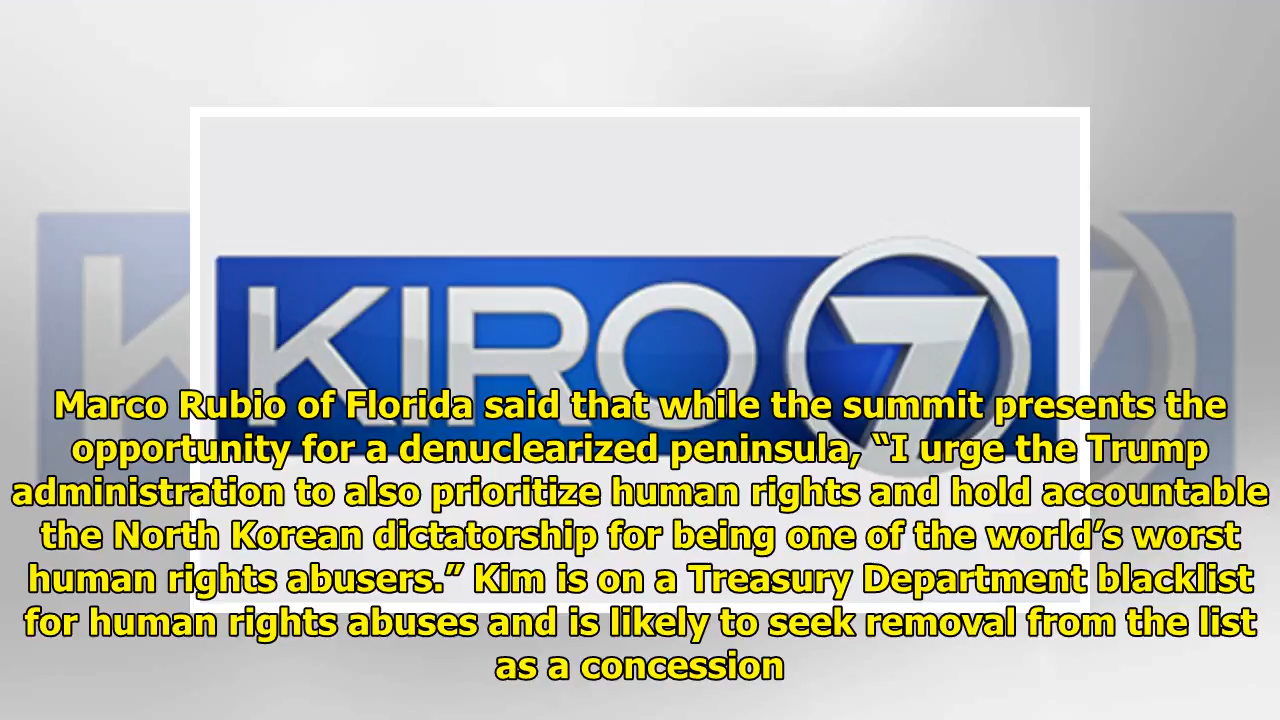 KIRO 7
Marco Rubio of Florida said that while the summit presents the
opportunity for a denuclearized peninsula, “I urge the Trump
administration to also prioritize human rights and hold accountable
the North Korean dictatorship for being one of the world’s worst
human rights abusers.” Kim is on a Treasury Department blacklist
for human rights abuses and is likely to seek removal from the list
as a concession